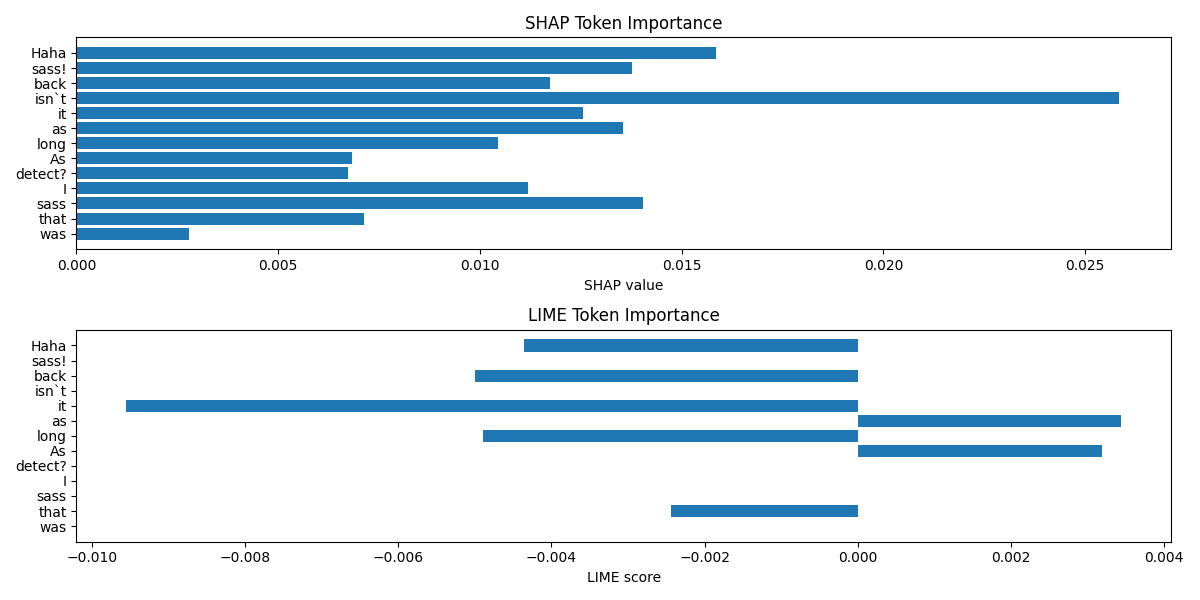 SHAP Token Importance
Haha
sass!
back
isn`t
it
as
long
As
detect?
I
sass
that
was
0.000 0.005 0.010 0.015 0.020 0.025
SHAP value
LIME Token Importance
Haha
sass!
back
isn`t
it
as
long
As
detect?
I
sass
that
was
−0.010 −0.008 −0.006 −0.004 −0.002 0.000 0.002 0.004
LIME score